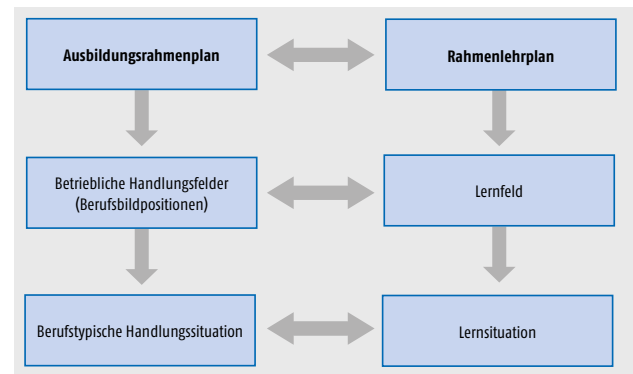 Ausbildungsrahmenplan
Rahmenlehrplan
Betriebliche Handlungsfelder
(Berufsbildpositionen)
Lernfeld
Berufstypische Handlungssituation
Lernsituation